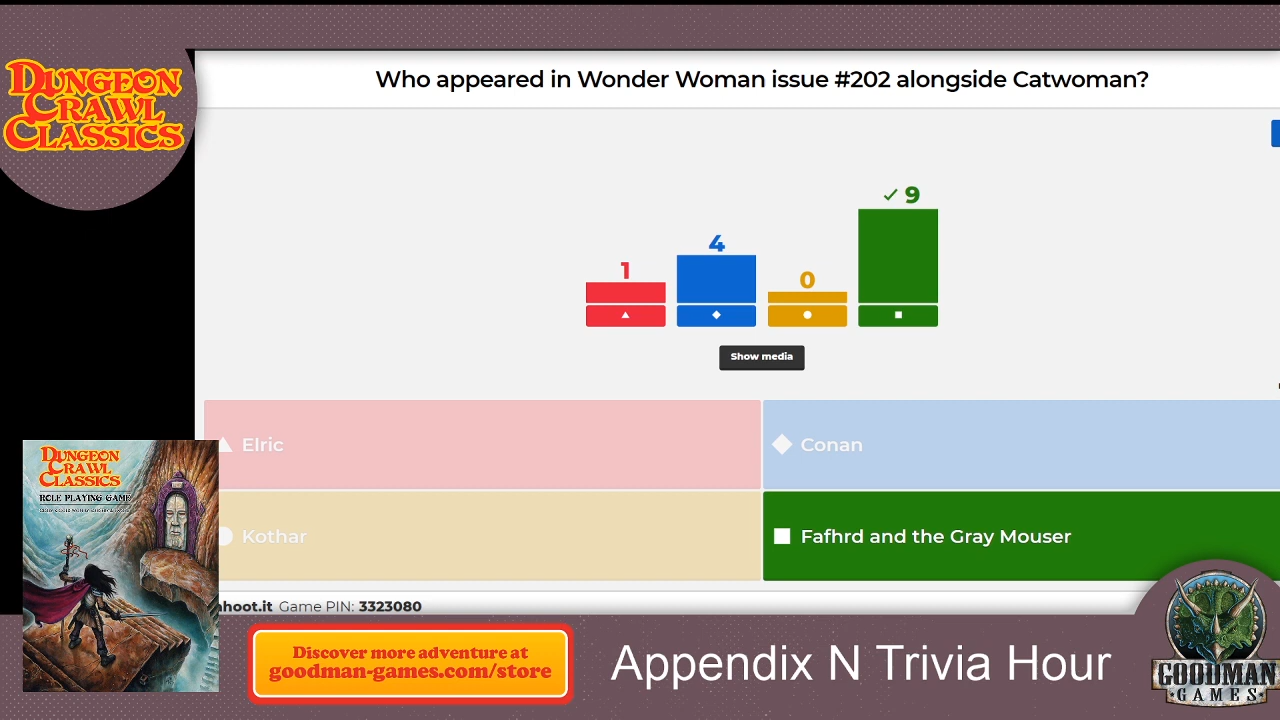 DUNGEON
CRAWL
CLASSICS
Who appeared in Wonder Woman issue #202 alongside Catwoman?
1
4
0
9
Show media
Elric
Conan
Kothar
Fafhrd and the Gray Mouser
DUNGEON
CRAWL
CLASSICS
ROLE PLAYING GAME
ahoot.it Game PIN: 3323080
Discover more adventure at
goodman-games.com/store
Appendix N Trivia Hour
GOODMAN
GAMES